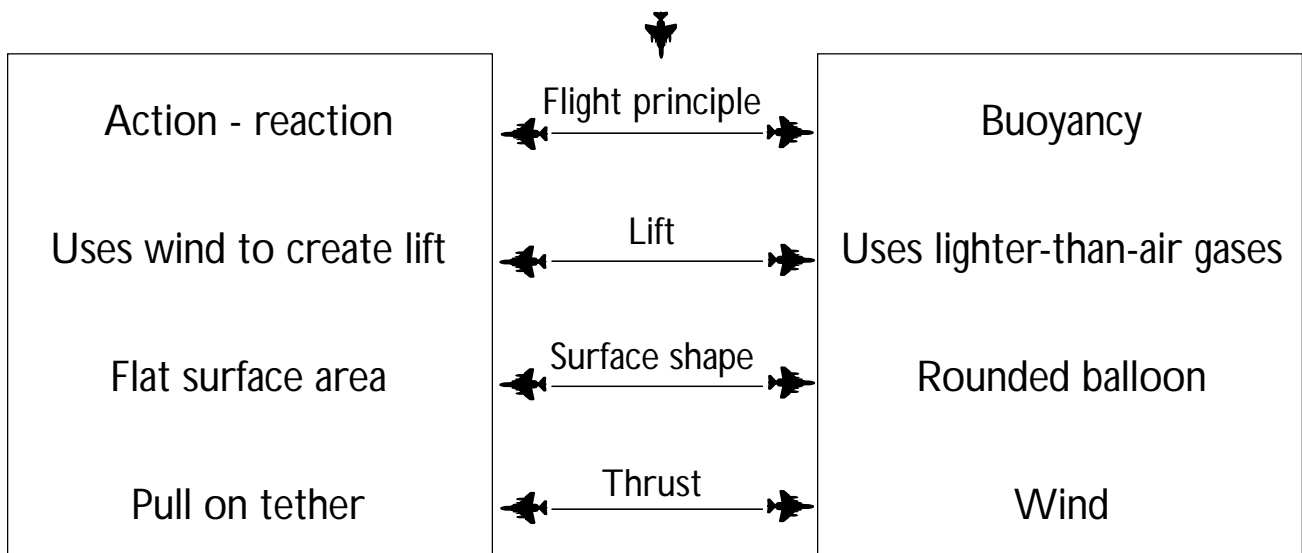 Action - reaction
Flight principle
Buoyancy
Uses wind to create lift
Lift
Uses lighter-than-air gases
Flat surface area
Surface shape
Rounded balloon
Pull on tether
Thrust
Wind